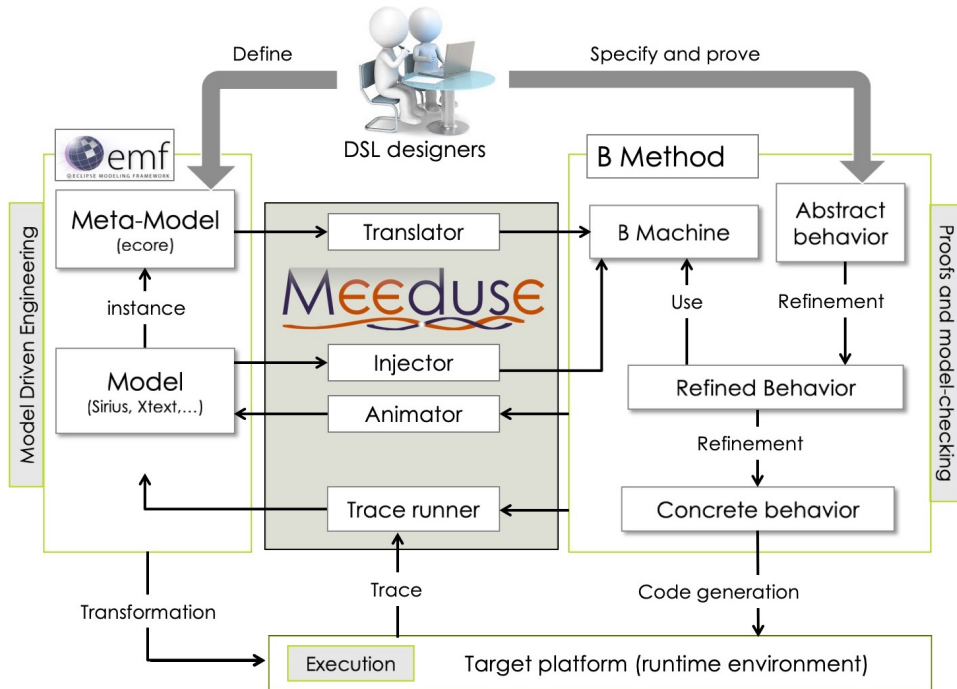 Define
Specify and prove
DSL designers
emf
ECLIPSE MODELING FRAMEWORK
B Method
Model Driven Engineering
Meta-Model
(ecore)
instance
Model
(Sirius, Xtext,...)
Translator
Meeduse
Injector
Animator
Trace runner
B Machine
Abstract
behavior
Use
Refinement
Refined Behavior
Refinement
Concrete behavior
Proofs and model-checking
Transformation
Trace
Code generation
Execution
Target platform (runtime environment)